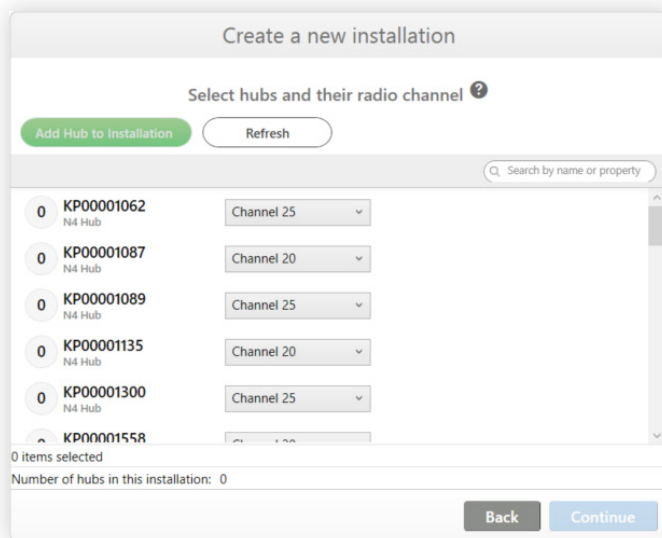 Create a new installation
Select hubs and their radio channel ?
Add Hub to Installation Refresh
Search by name or property
0 KP00001062 Channel 25
N4 Hub
0 KP00001087 Channel 20
N4 Hub
0 KP00001089 Channel 25
N4 Hub
0 KP00001135 Channel 20
N4 Hub
0 KP00001300 Channel 25
N4 Hub
KP00001558
0 items selected
Number of hubs in this installation: 0
Back Continue